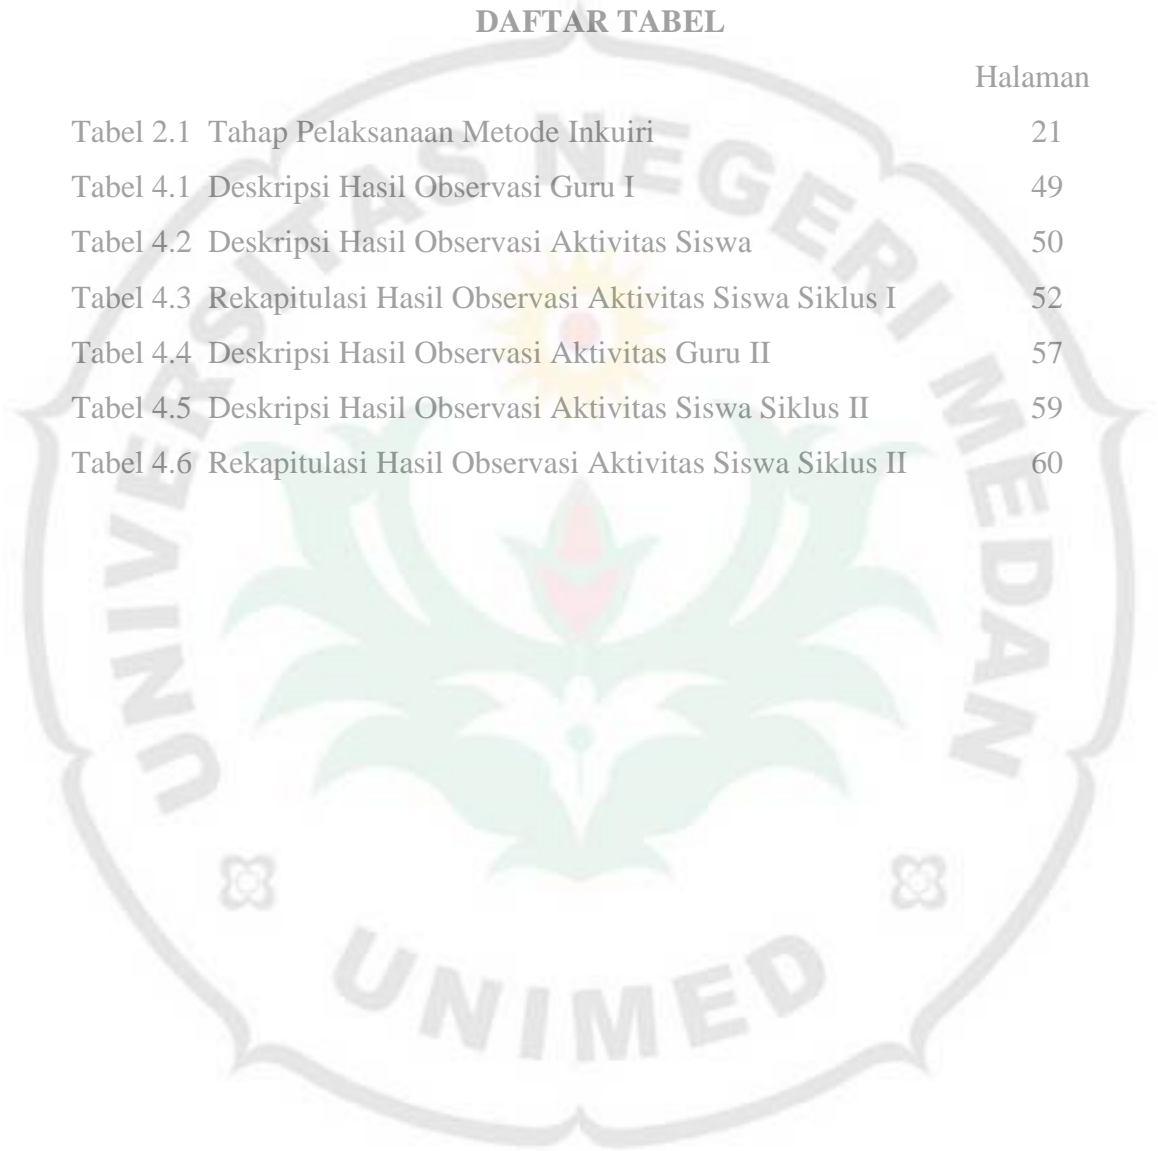 DAFTAR TABEL
Halaman
Tabel 2.1 Tahap Pelaksanaan Metode Inkuiri 21
Tabel 4.1 Deskripsi Hasil Observasi Guru I 49
Tabel 4.2 Deskripsi Hasil Observasi Aktivitas Siswa 50
Tabel 4.3 Rekapitulasi Hasil Observasi Aktivitas Siswa Siklus I 52
Tabel 4.4 Deskripsi Hasil Observasi Aktivitas Guru II 57
Tabel 4.5 Deskripsi Hasil Observasi Aktivitas Siswa Siklus II 59
Tabel 4.6 Rekapitulasi Hasil Observasi Aktivitas Siswa Siklus II 60
UNIVERSITAS NEGERI MEDAN
UNIMED